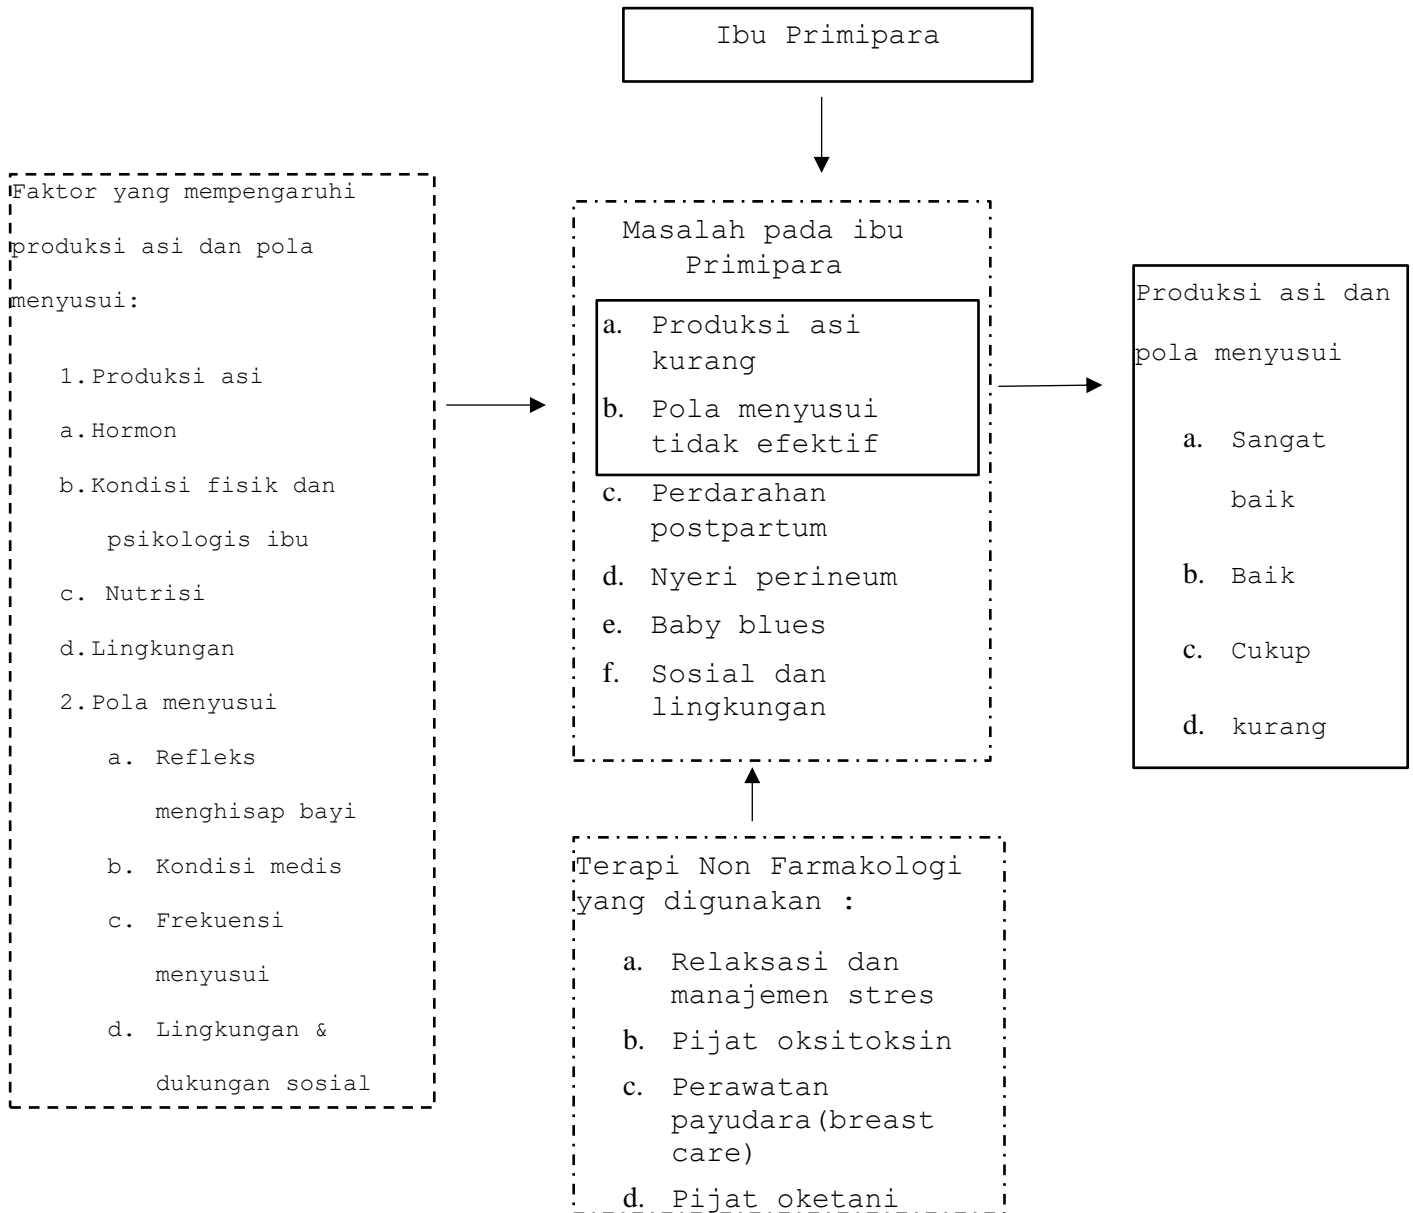 Ibu Primipara
Faktor yang mempengaruhi
produksi asi dan pola
menyusui:
1. Produksi asi
a. Hormon
b. Kondisi fisik dan
psikologis ibu
c. Nutrisi
d. Lingkungan
2. Pola menyusui
a. Refleks
menghisap bayi
b. Kondisi medis
c. Frekuensi
menyusui
d. Lingkungan &
dukungan sosial
Masalah pada ibu
Primipara
a. Produksi asi
kurang
b. Pola menyusui
tidak efektif
c. Perdarahan
postpartum
d. Nyeri perineum
e. Baby blues
f. Sosial dan
lingkungan
Produksi asi dan
pola menyusui
a. Sangat
baik
b. Baik
c. Cukup
d. kurang
Terapi Non Farmakologi
yang digunakan :
a. Relaksasi dan
manajemen stres
b. Pijat oksitoksin
c. Perawatan
payudara(breast
care)
d. Pijat oketani